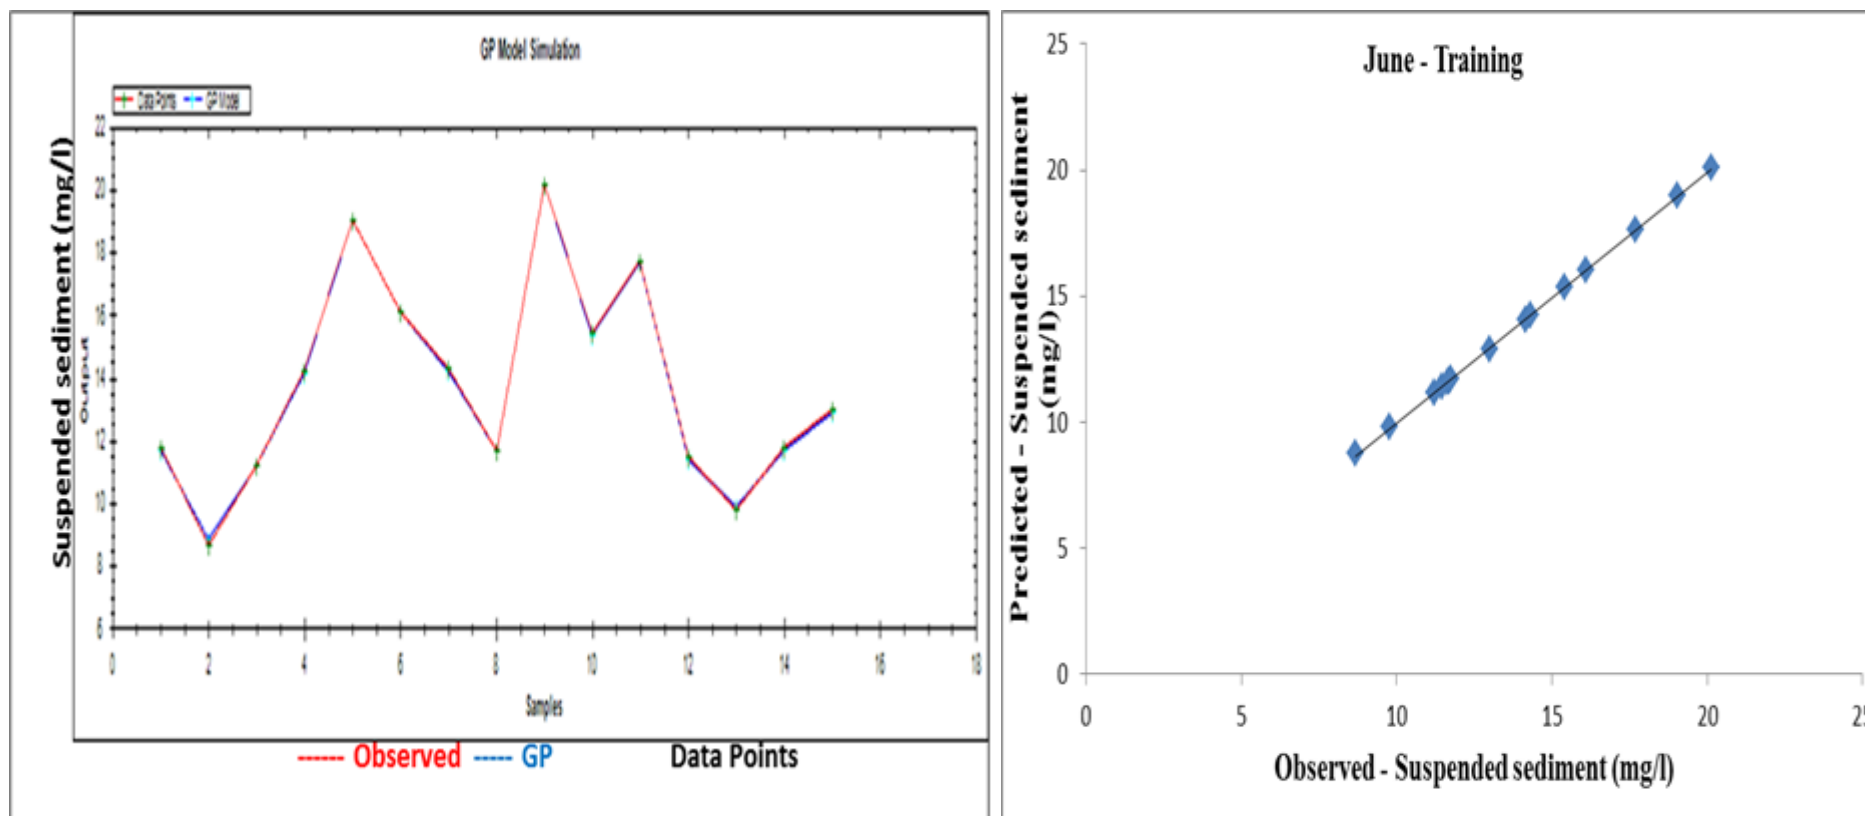 GP Model Simulation
Data Points GP Model
Suspended sediment (mg/l)
Output
22
20
18
16
14
12
10
8
6
0 2 4 6 8 10 12 14 16 18
Samples
------ Observed ----- GP Data Points
June - Training
Predicted - Suspended sediment
(mg/l)
25
20
15
10
5
0
0 5 10 15 20 25
Observed - Suspended sediment (mg/l)